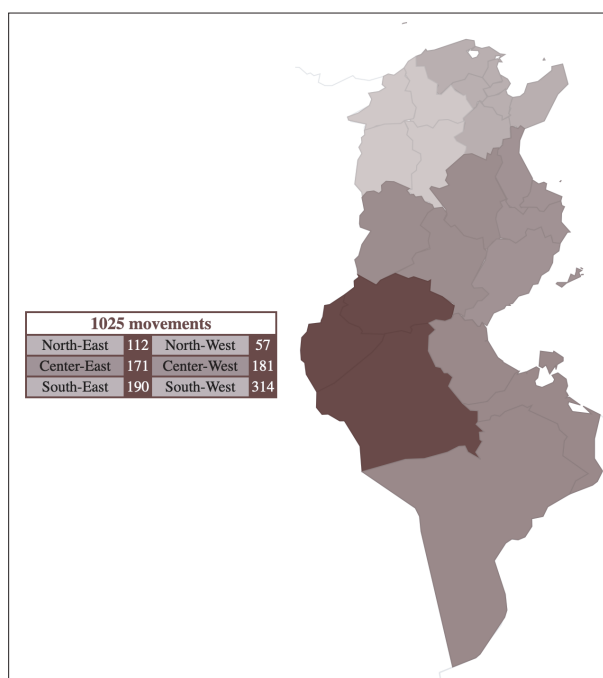 1025 movements
North-East 112 North-West 57
Center-East 171 Center-West 181
South-East 190 South-West 314